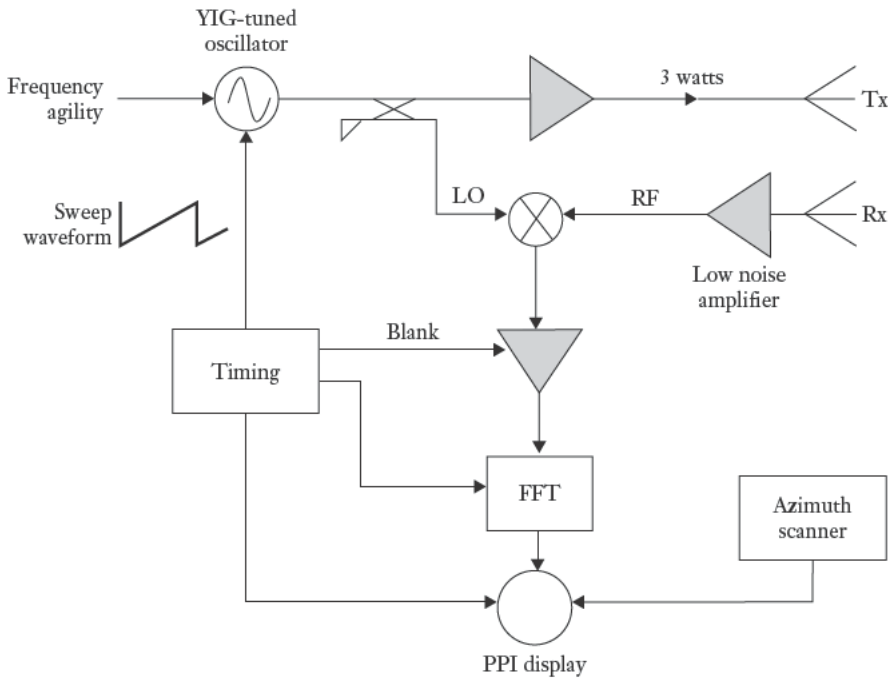 YIG-tuned
oscillator
Frequency
agility
3 watts
Tx
LO
RF
Rx
Sweep
waveform
Low noise
amplifier
Blank
Timing
FFT
Azimuth
scanner
PPI display